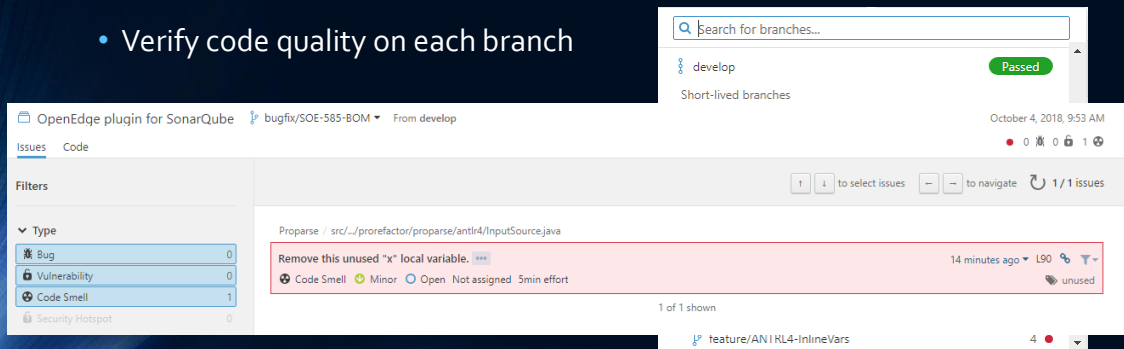 • Verify code quality on each branch
Search for branches...
develop
Passed
Short-lived branches
OpenEdge plugin for SonarQube bugfix/SOE-585-BOM From develop October 4, 2018, 9:53 AM
Issues Code 0 0 1
Filters ↑ ↓ to select issues ← → to navigate 1 / 1 issues
Type
Bug 0
Vulnerability 0
Code Smell 1
Security Hotspot 0
Proparse / src/.../prorefactor/proparse/antlr4/InputSource.java
Remove this unused "x" local variable. ••• 14 minutes ago L90
Code Smell Minor Open Not assigned 5min effort unused
1 of 1 shown
feature/ANTRL4-InlineVars 4